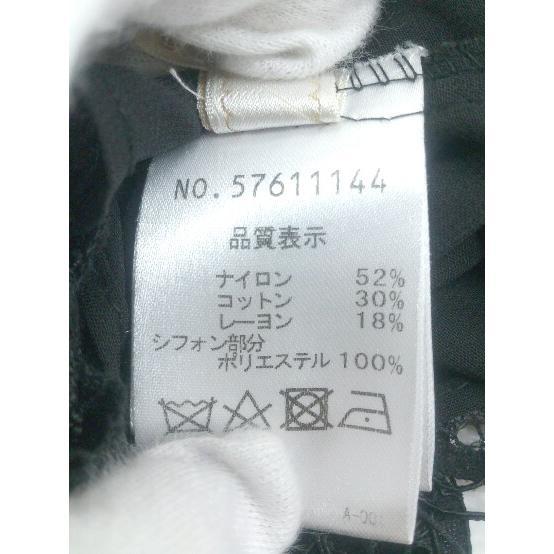 NO.57611144
品質表示
ナイロン 52%
コットン 30%
レーヨン 18%
シフォン部分
ポリエステル 100%